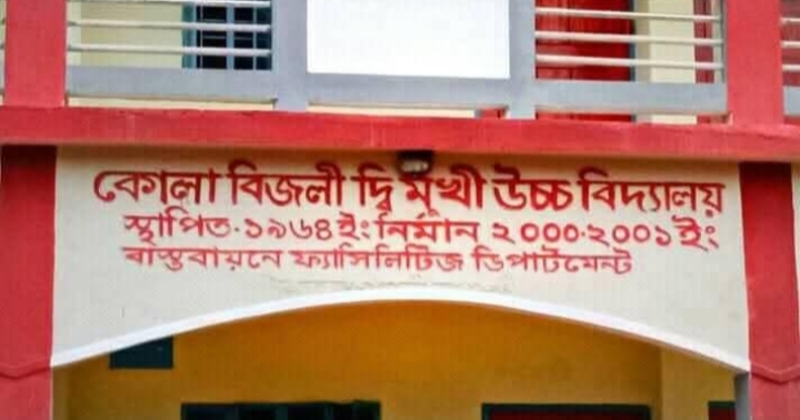 কোলা বিজলী দ্বি মুখী উচ্চ বিদ্যালয়
স্থাপিত·১৯৬৪ইং নির্মান ২০০০·২০০১ইং
বাস্তবায়নে ফ্যাসিলিটিজ ডিপার্টমেন্ট